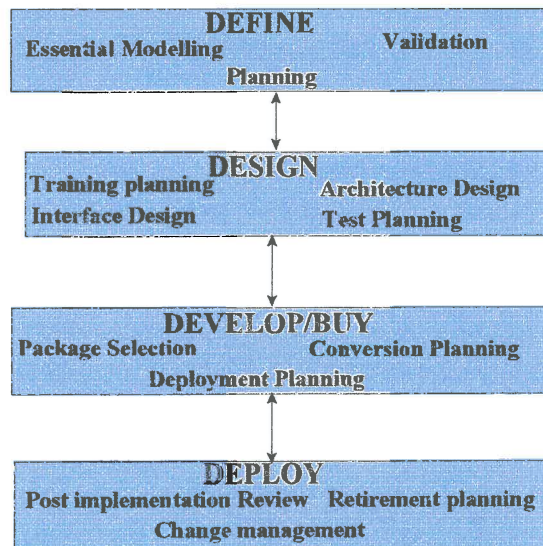 DEFINE
Essential Modelling Validation
Planning
DESIGN
Training planning Architecture Design
Interface Design Test Planning
DEVELOP/BUY
Package Selection Conversion Planning
Deployment Planning
DEPLOY
Post implementation Review Retirement planning
Change management